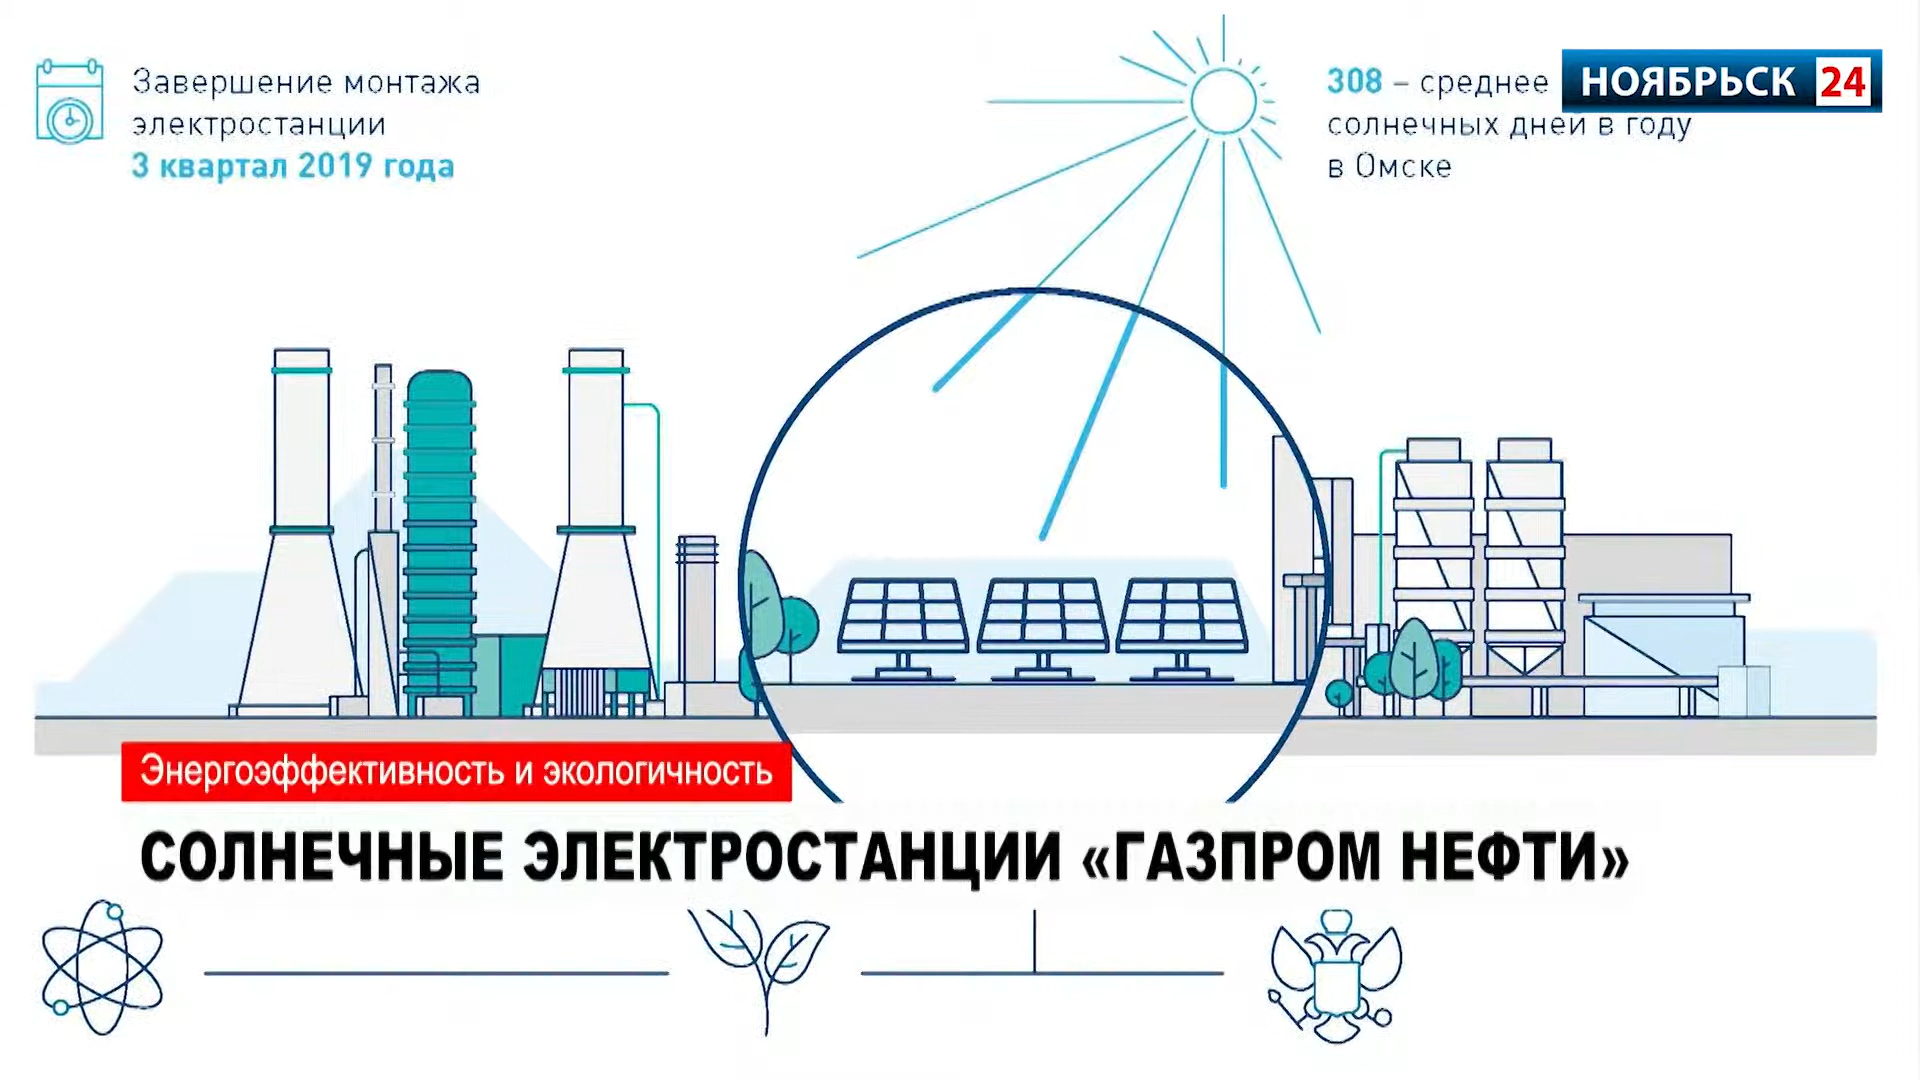 Завершение монтажа
электростанции
3 квартал 2019 года
308 – среднее
солнечных дней в году
в Омске
НОЯБРЬСК 24
Энергоэффективность и экологичность
СОЛНЕЧНЫЕ ЭЛЕКТРОСТАНЦИИ «ГАЗПРОМ НЕФТИ»